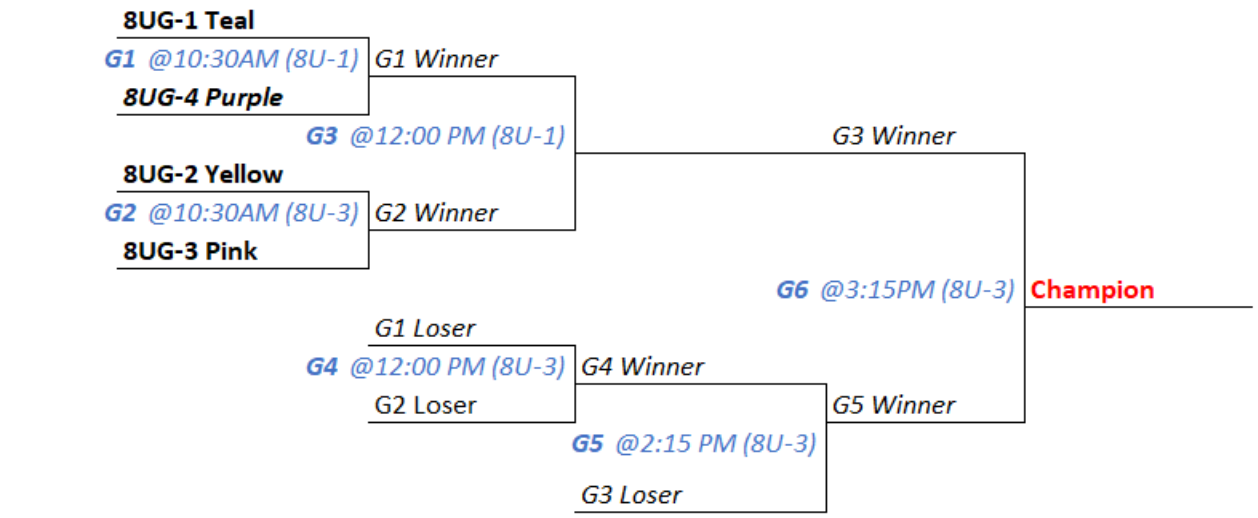 8UG-1 Teal
G1 @10:30AM (8U-1) G1 Winner
8UG-4 Purple
G3 @12:00 PM (8U-1) G3 Winner
8UG-2 Yellow
G2 @10:30AM (8U-3) G2 Winner
8UG-3 Pink
G6 @3:15PM (8U-3) Champion
G1 Loser
G4 @12:00 PM (8U-3) G4 Winner
G2 Loser G5 Winner
G5 @2:15 PM (8U-3)
G3 Loser